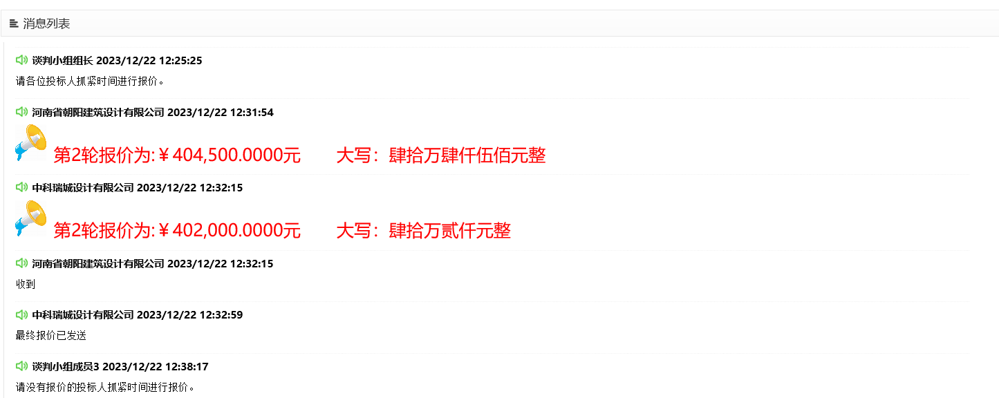 消息列表
谈判小组组长 2023/12/22 12:25:25
请各位投标人抓紧时间进行报价。
河南省朝阳建筑设计有限公司 2023/12/22 12:31:54
第2轮报价为:￥404,500.0000元 大写：肆拾万肆仟伍佰元整
中科瑞城设计有限公司 2023/12/22 12:32:15
第2轮报价为:￥402,000.0000元 大写：肆拾万贰仟元整
河南省朝阳建筑设计有限公司 2023/12/22 12:32:15
收到
中科瑞城设计有限公司 2023/12/22 12:32:59
最终报价已发送
谈判小组成员3 2023/12/22 12:38:17
请没有报价的投标人抓紧时间进行报价。